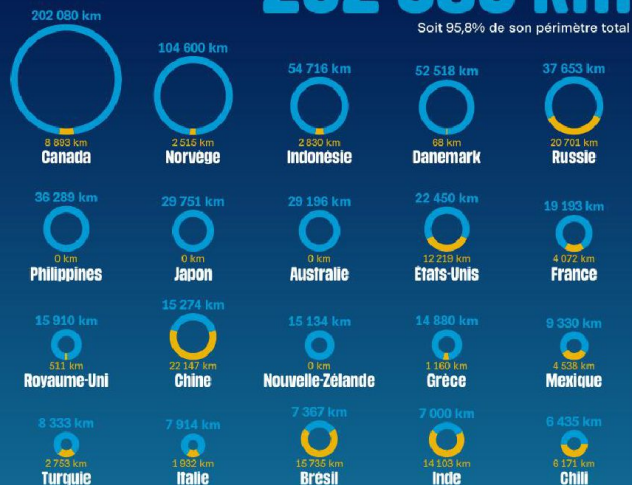 202 080 km
Soit 95,8% de son périmètre total
202 080 km
104 600 km
54 716 km
52 518 km
37 653 km
8 893 km
2 515 km
2 830 km
68 km
20 701 km
Canada
Norvège
Indonésie
Danemark
Russie
36 289 km
29 751 km
29 196 km
22 450 km
19 193 km
0 km
0 km
0 km
12 219 km
4 072 km
Philippines
Japon
Australie
États-Unis
France
15 910 km
15 274 km
15 134 km
14 880 km
9 330 km
511 km
22 147 km
0 km
1 160 km
4 538 km
Royaume-Uni
Chine
Nouvelle-Zélande
Grèce
Mexique
8 333 km
7 914 km
7 367 km
7 000 km
6 435 km
2 753 km
1 932 km
15 735 km
14 103 km
6 171 km
Turquie
Italie
Brésil
Inde
Chili